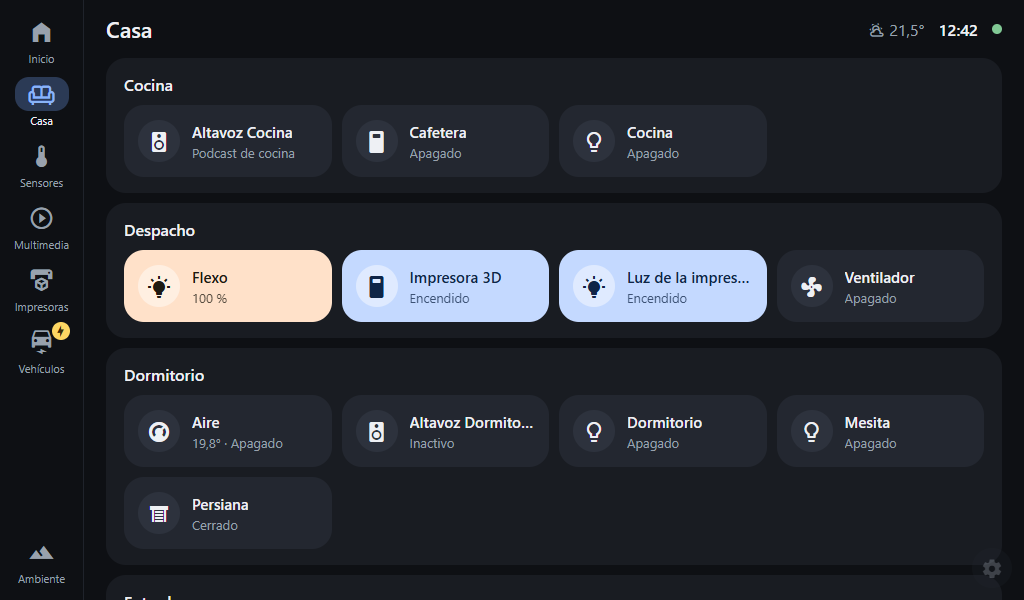 Casa
21,5°
12:42
Inicio
Casa
Sensores
Multimedia
Impresoras
Vehículos
Ambiente
Cocina
Altavoz Cocina
Podcast de cocina
Cafetera
Apagado
Cocina
Apagado
Despacho
Flexo
100 %
Impresora 3D
Encendido
Luz de la impres...
Encendido
Ventilador
Apagado
Dormitorio
Aire
19,8° · Apagado
Altavoz Dormito...
Inactivo
Dormitorio
Apagado
Mesita
Apagado
Persiana
Cerrado